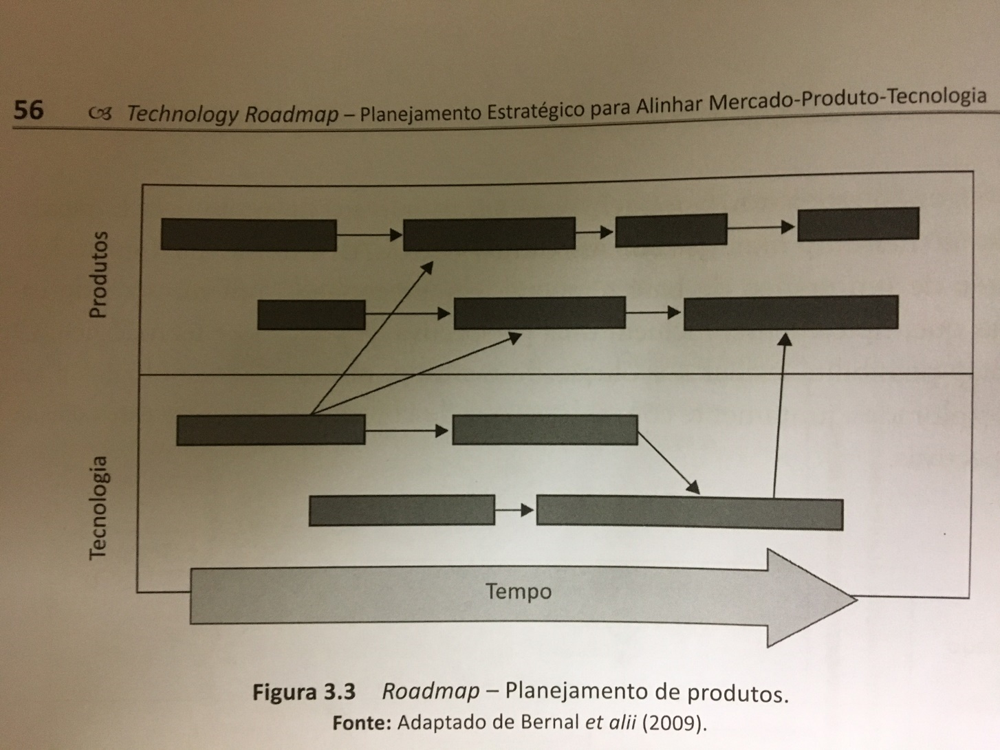 56 Technology Roadmap – Planejamento Estratégico para Alinhar Mercado-Produto-Tecnologia
Produtos
Tecnologia
Tempo
Figura 3.3 Roadmap – Planejamento de produtos.
Fonte: Adaptado de Bernal et alii (2009).